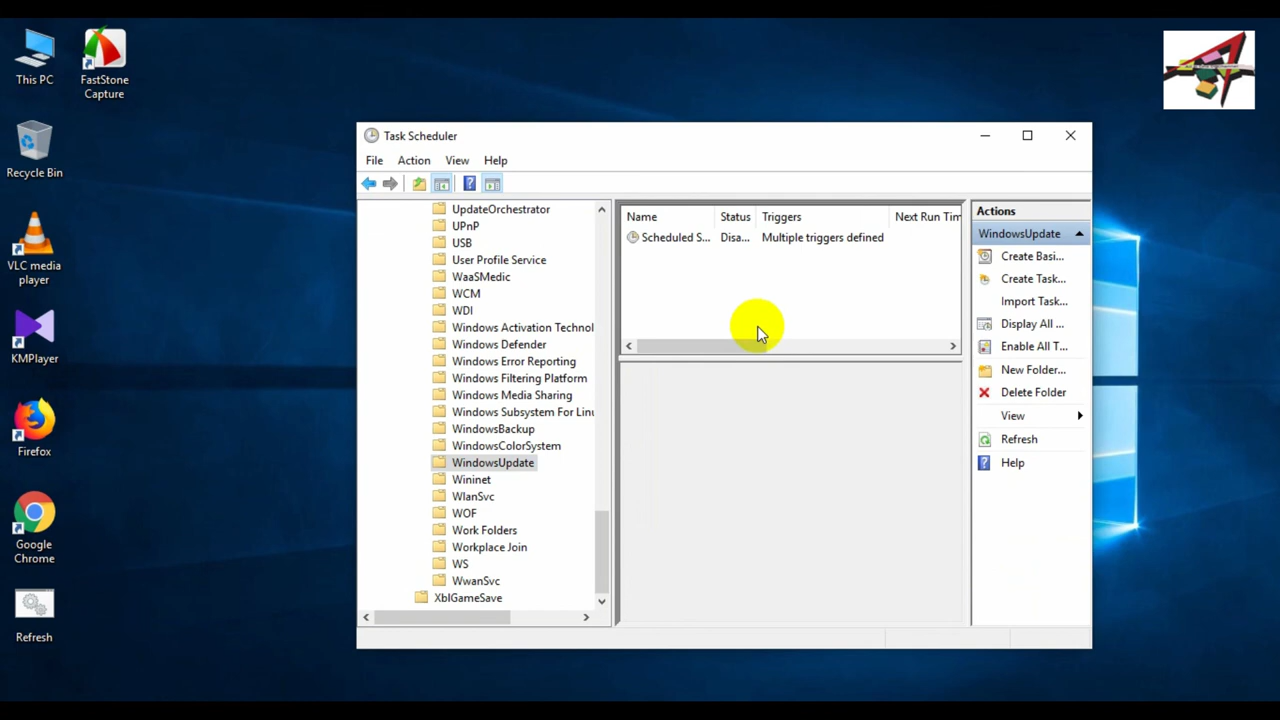 This PC
FastStone
Capture
Recycle Bin
VLC media
player
KMPlayer
Firefox
Google
Chrome
Refresh
Task Scheduler
File Action View Help
UpdateOrchestrator
UPnP
USB
User Profile Service
WaaSMedic
WCM
WDI
Windows Activation Technol
Windows Defender
Windows Error Reporting
Windows Filtering Platform
Windows Media Sharing
Windows Subsystem For Linu
WindowsBackup
WindowsColorSystem
WindowsUpdate
Wininet
WlanSvc
WOF
Work Folders
Workplace Join
WS
WwanSvc
XblGameSave
Name Status Triggers Next Run Tim
Scheduled S... Disa... Multiple triggers defined
Actions
WindowsUpdate
Create Basi...
Create Task...
Import Task...
Display All ...
Enable All T...
New Folder...
Delete Folder
View
Refresh
Help